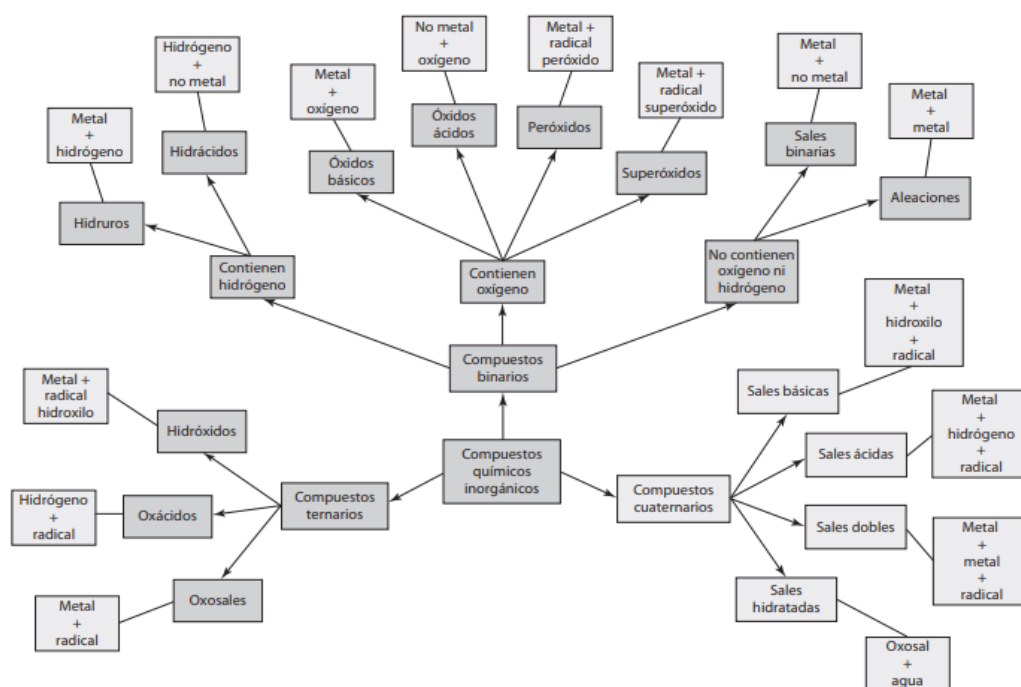 No metal
+
oxígeno
Metal +
radical
peróxido
Hidrógeno
+
no metal
Metal
+
no metal
Metal
+
oxígeno
Metal +
radical
superóxido
Metal
+
metal
Metal
+
hidrógeno
Hidrácidos
Óxidos
ácidos
Peróxidos
Sales
binarias
Óxidos
básicos
Superóxidos
Aleaciones
Hidruros
Contienen
hidrógeno
Contienen
oxígeno
No contienen
oxígeno ni
hidrógeno
Metal
+
hidroxilo
+
radical
Compuestos
binarios
Metal +
radical
hidroxilo
Sales básicas
Hidróxidos
Metal
+
hidrógeno
+
radical
Compuestos
químicos
inorgánicos
Sales ácidas
Compuestos
ternarios
Compuestos
cuaternarios
Hidrógeno
+
radical
Oxácidos
Sales dobles
Metal
+
metal
+
radical
Oxosales
Sales
hidratadas
Metal
+
radical
Oxosal
+
agua